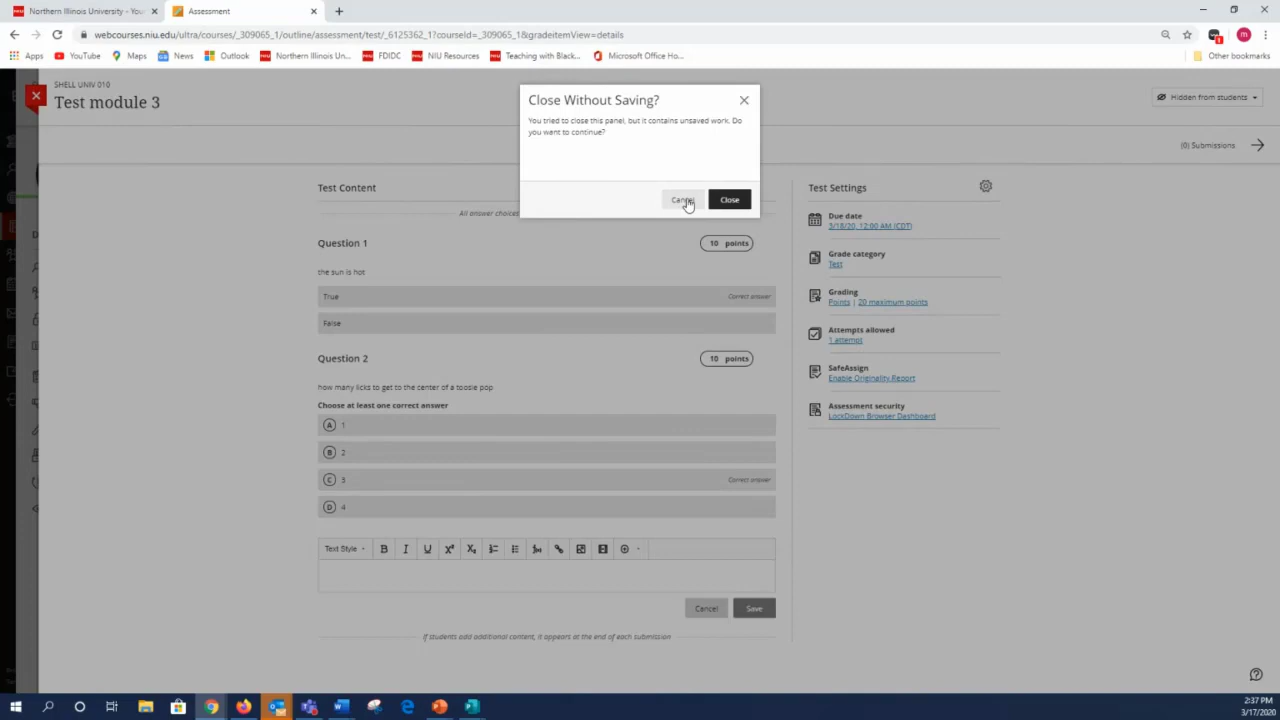 Northern Illinois University - You
Assessment
webcourses.niu.edu/ultra/courses/_309065_1/outline/assessment/test/_6125362_1?courseId=_309065_1&gradeitemView=details
Apps YouTube Maps News Outlook Northern Illinois Un... FDIDC NIU Resources Teaching with Black... Microsoft Office Ho... Other bookmarks
SHELL UNIV 010
Test module 3
Hidden from students
(0) Submissions
Close Without Saving?
You tried to close this panel, but it contains unsaved work. Do
you want to continue?
Cancel Close
Test Content
All answer choices
Question 1 10 points
the sun is hot
True Correct answer
False
Question 2 10 points
how many licks to get to the center of a toosie pop
Choose at least one correct answer
A 1
B 2
C 3 Correct answer
D 4
Text Style
Cancel Save
If students add additional content, it appears at the end of each submission
Test Settings
Due date
3/18/20, 12:00 AM (CDT)
Grade category
Test
Grading
Points | 20 maximum points
Attempts allowed
1 attempt
SafeAssign
Enable Originality Report
Assessment security
LockDown Browser Dashboard
2:37 PM
3/17/2020